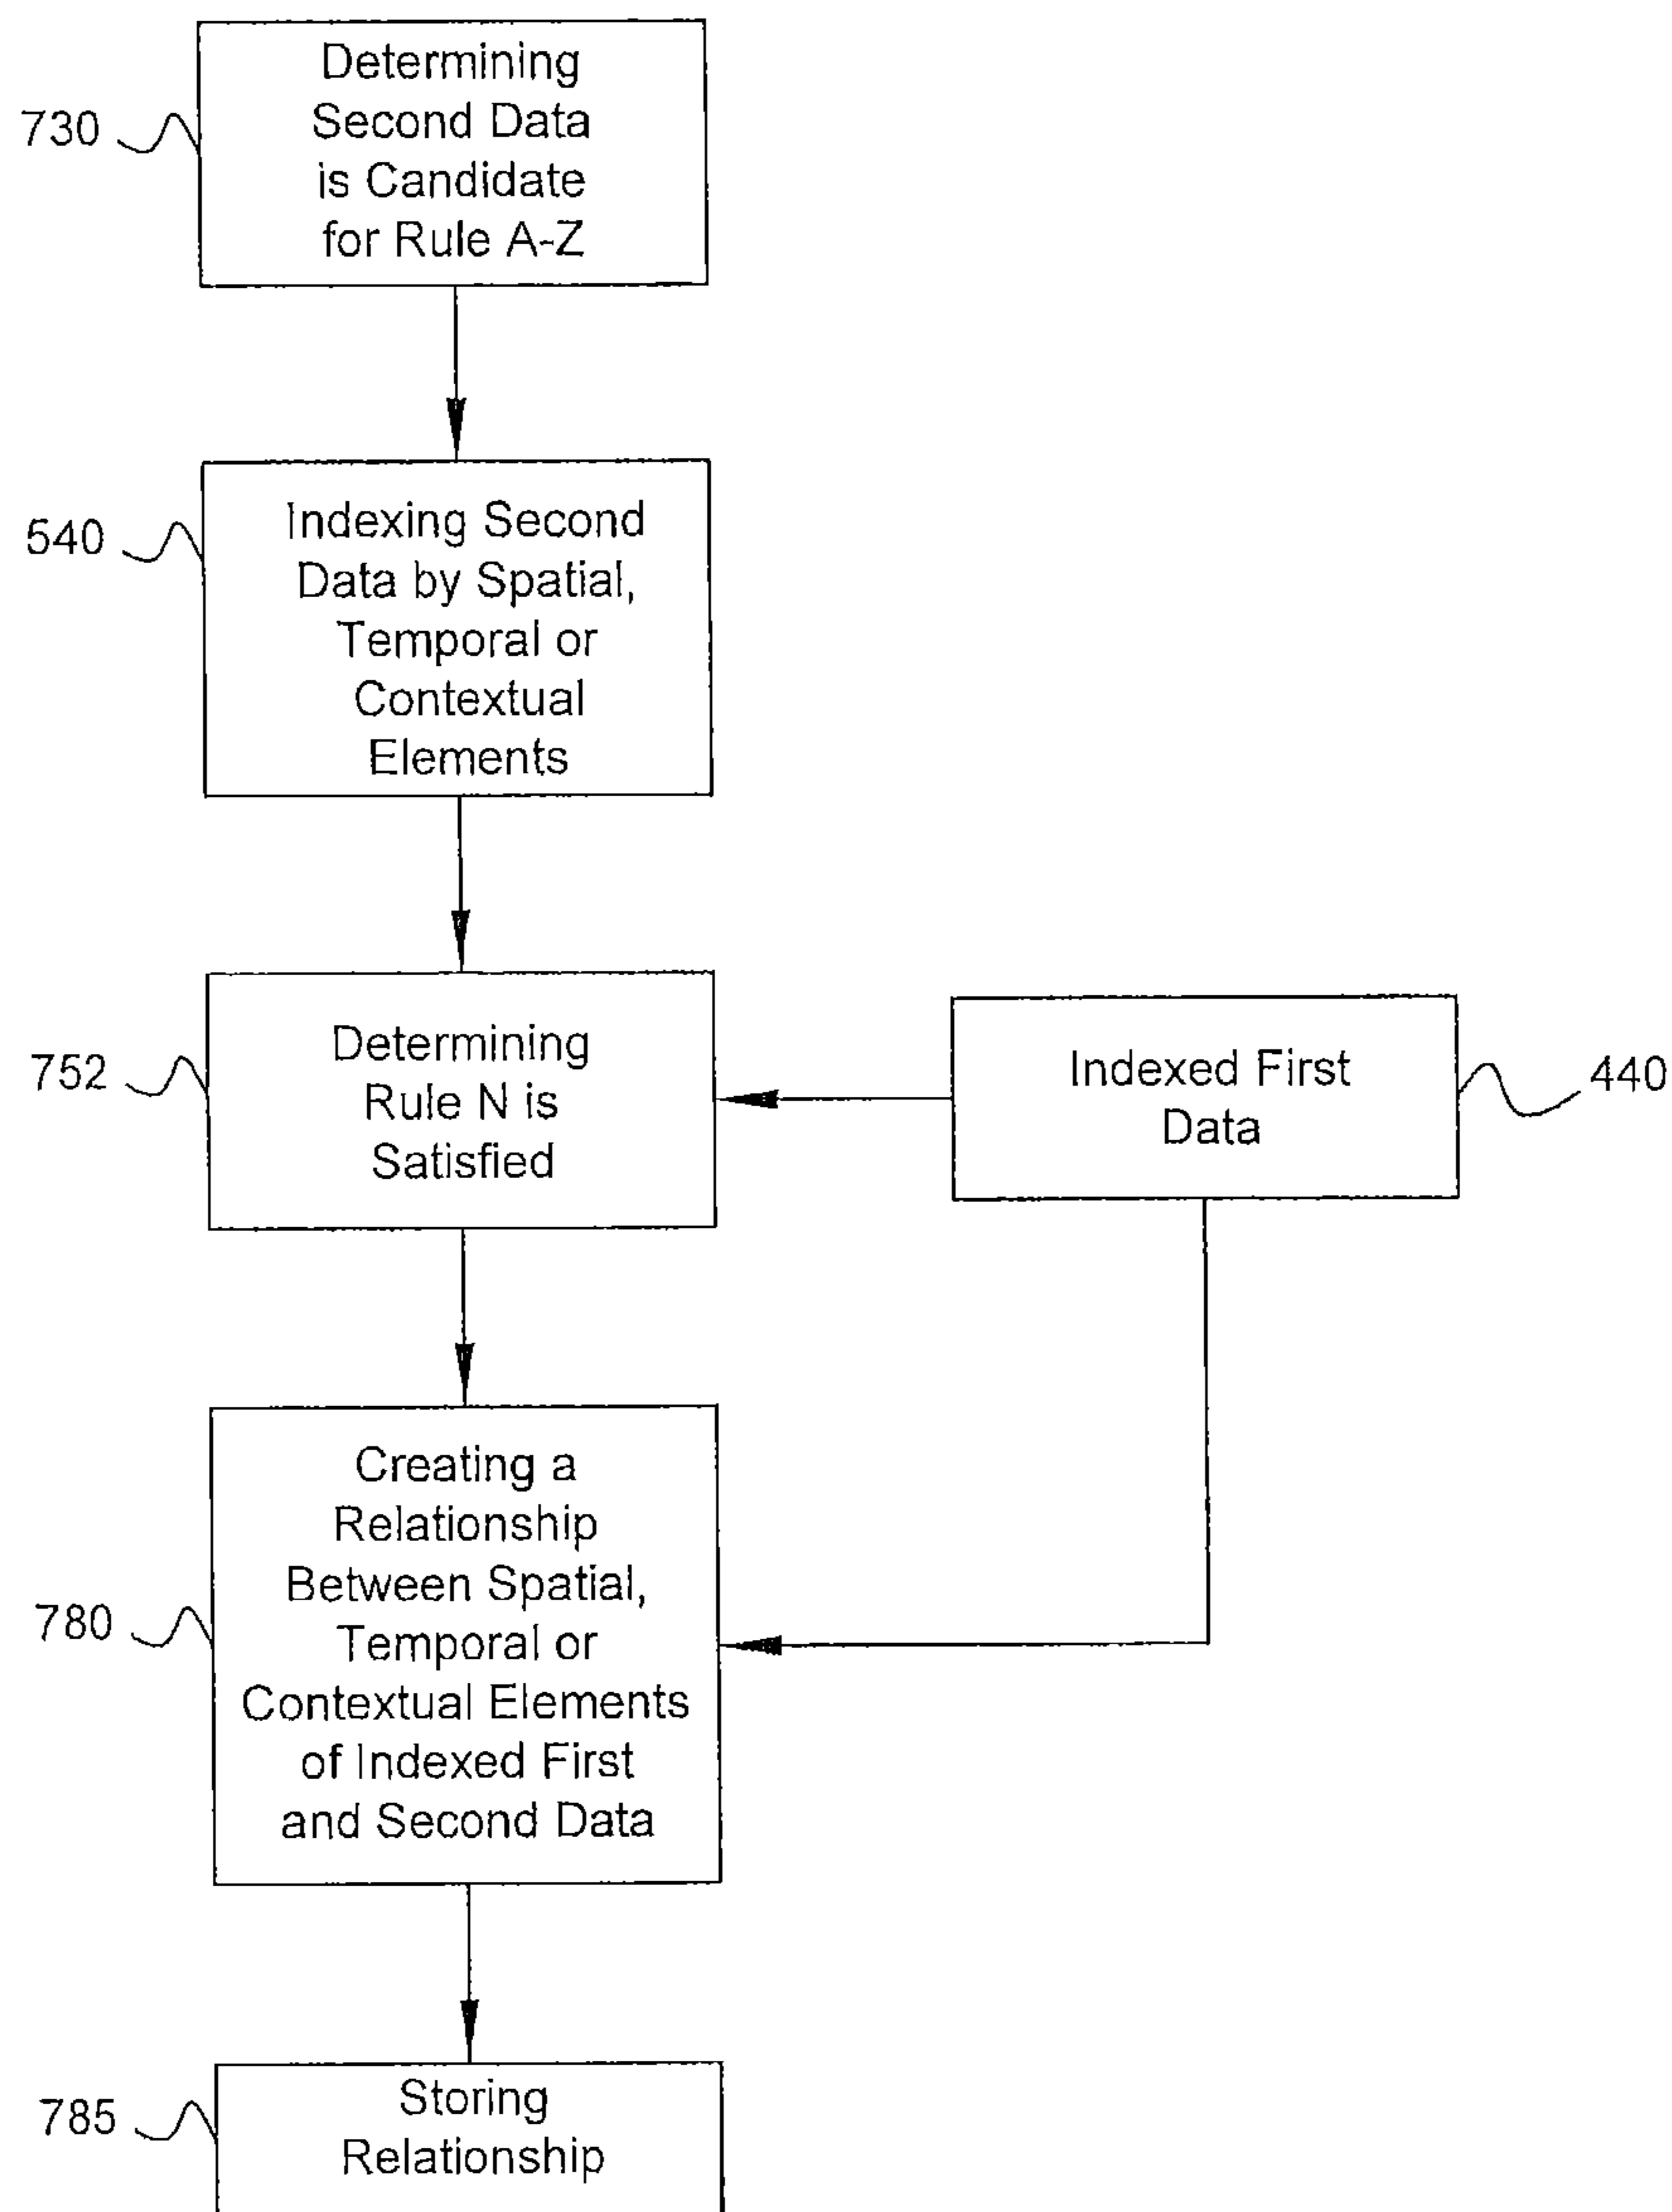 Determining
Second Data
is Candidate
for Rule A-Z
730
Indexing Second
Data by Spatial,
Temporal or
Contextual
Elements
540
Determining
Rule N is
Satisfied
752
Indexed First
Data
440
Creating a
Relationship
Between Spatial,
Temporal or
Contextual Elements
of Indexed First
and Second Data
780
Storing
Relationship
785